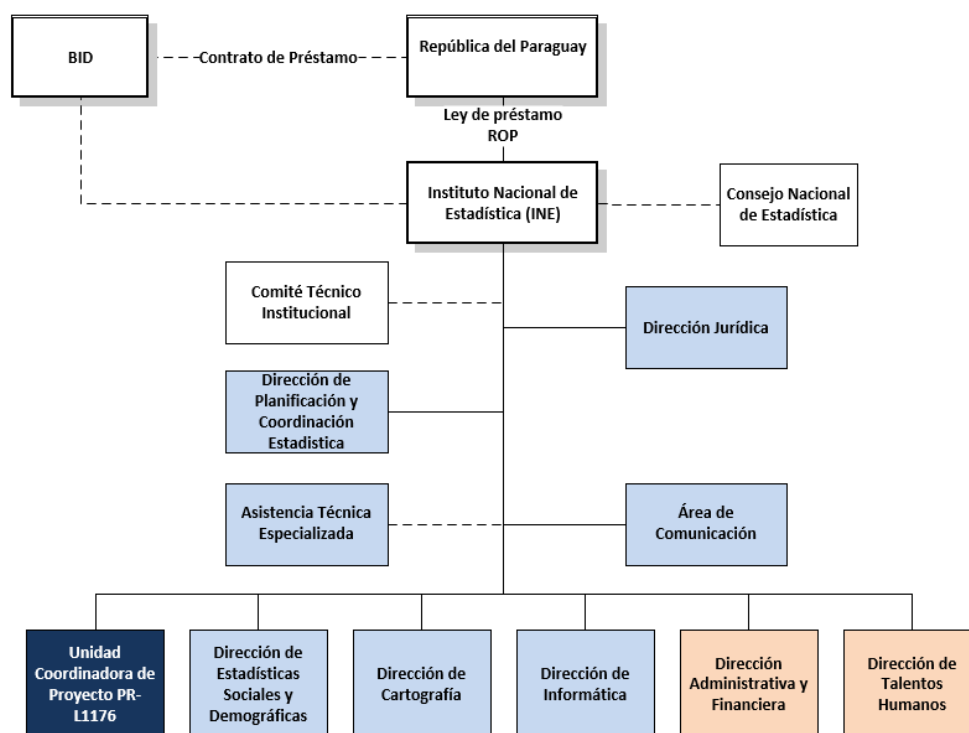 BID
Contrato de Préstamo
República del Paraguay
Ley de préstamo
ROP
Instituto Nacional de
Estadística (INE)
Consejo Nacional
de Estadística
Comité Técnico
Institucional
Dirección Jurídica
Dirección de
Planificación y
Coordinación
Estadistica
Asistencia Técnica
Especializada
Área de
Comunicación
Unidad
Coordinadora de
Proyecto PR-
L1176
Dirección de
Estadísticas
Sociales y
Demográficas
Dirección de
Cartografía
Dirección de
Informática
Dirección
Administrativa y
Financiera
Dirección de
Talentos
Humanos